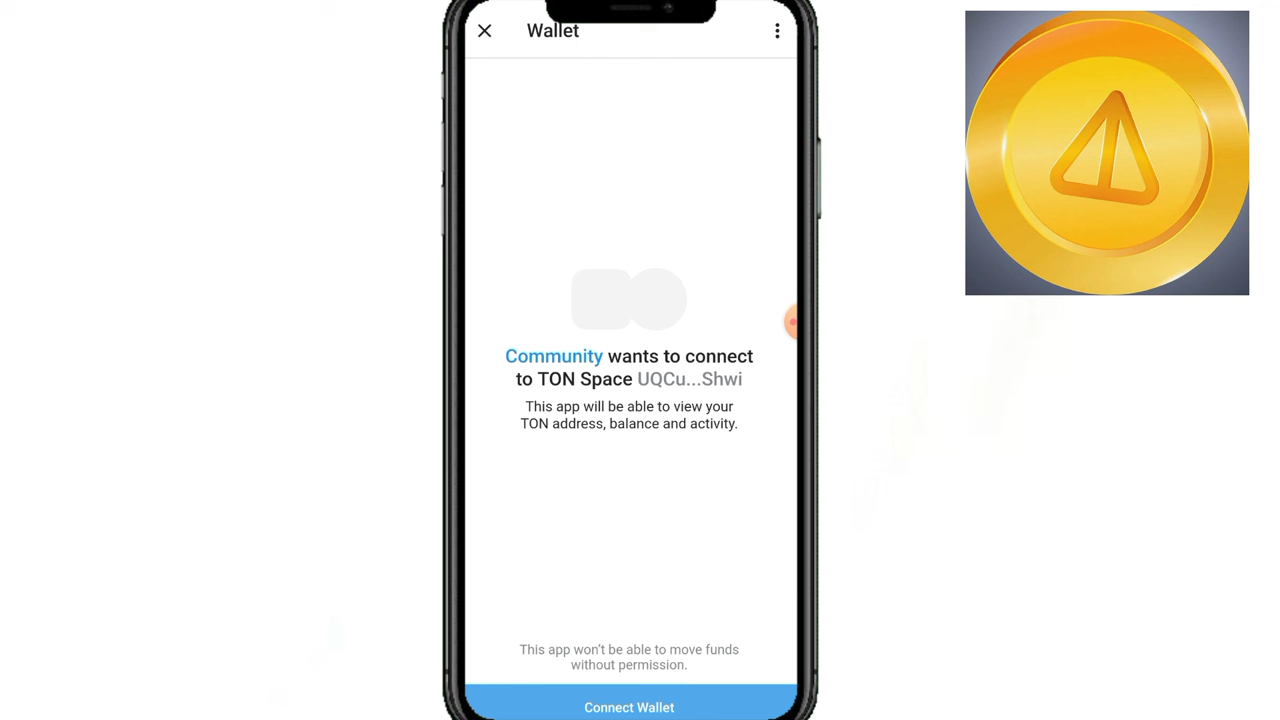 Wallet
Community wants to connect
to TON Space UQCu...Shwi
This app will be able to view your
TON address, balance and activity.
This app won't be able to move funds
without permission.
Connect Wallet